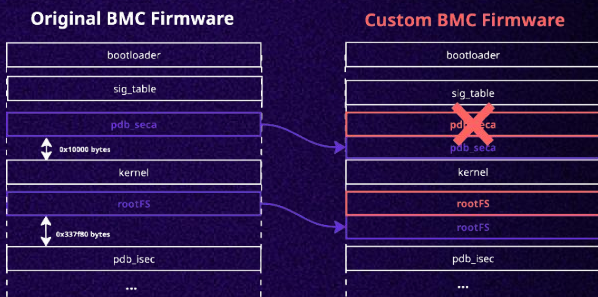 Original BMC Firmware
bootloader
sig_table
pdb_seca
0x10000 bytes
kernel
rootFS
0x337f80 bytes
pdb_isec
...
Custom BMC Firmware
bootloader
sig_table
pdb_seca
pdb_seca
kernel
rootFS
rootFS
pdb_isec
...